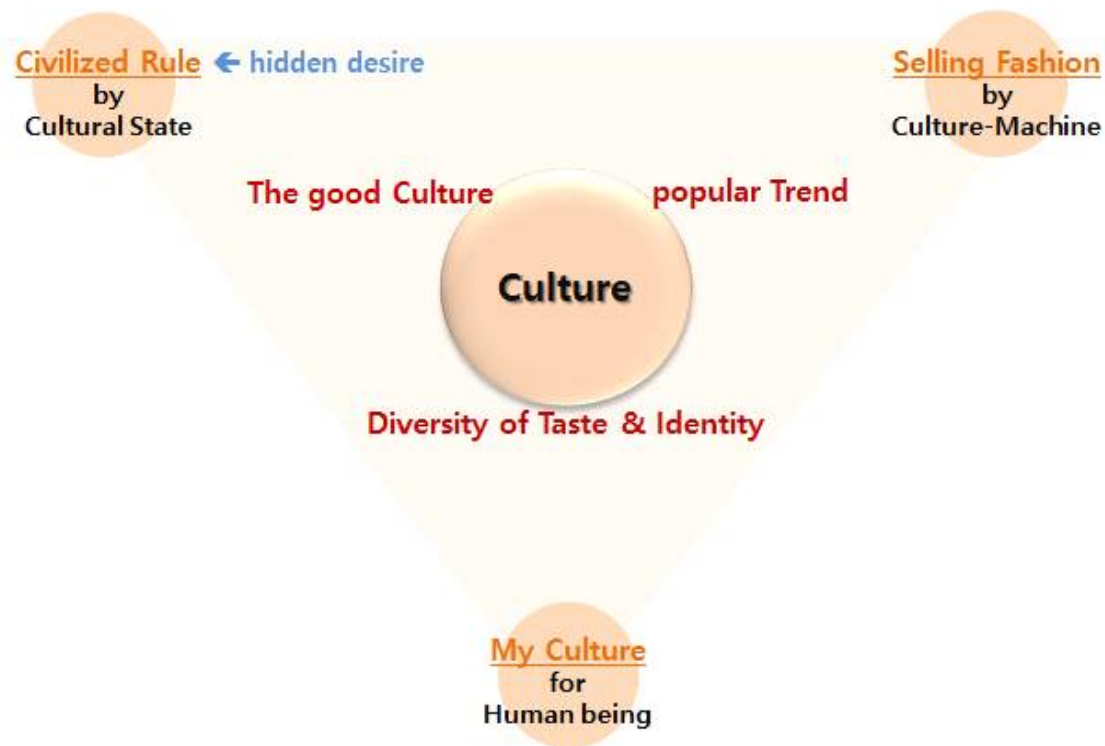 Civilized Rule ← hidden desire
by
Cultural State
Selling Fashion
by
Culture-Machine
The good Culture
popular Trend
Culture
Diversity of Taste & Identity
My Culture
for
Human being